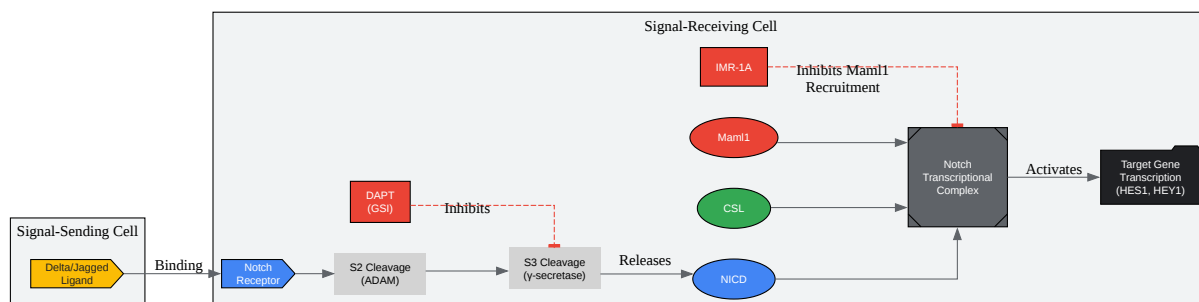 Signal-Receiving Cell
IMR-1A
Inhibits Maml1
Recruitment
Maml1
Notch
Transcriptional
Complex
Activates
Target Gene
Transcription
(HES1, HEY1)
DAPT
(GSI)
Inhibits
CSL
Signal-Sending Cell
Delta/Jagged
Ligand
Binding
Notch
Receptor
S2 Cleavage
(ADAM)
S3 Cleavage
(γ-secretase)
Releases
NICD